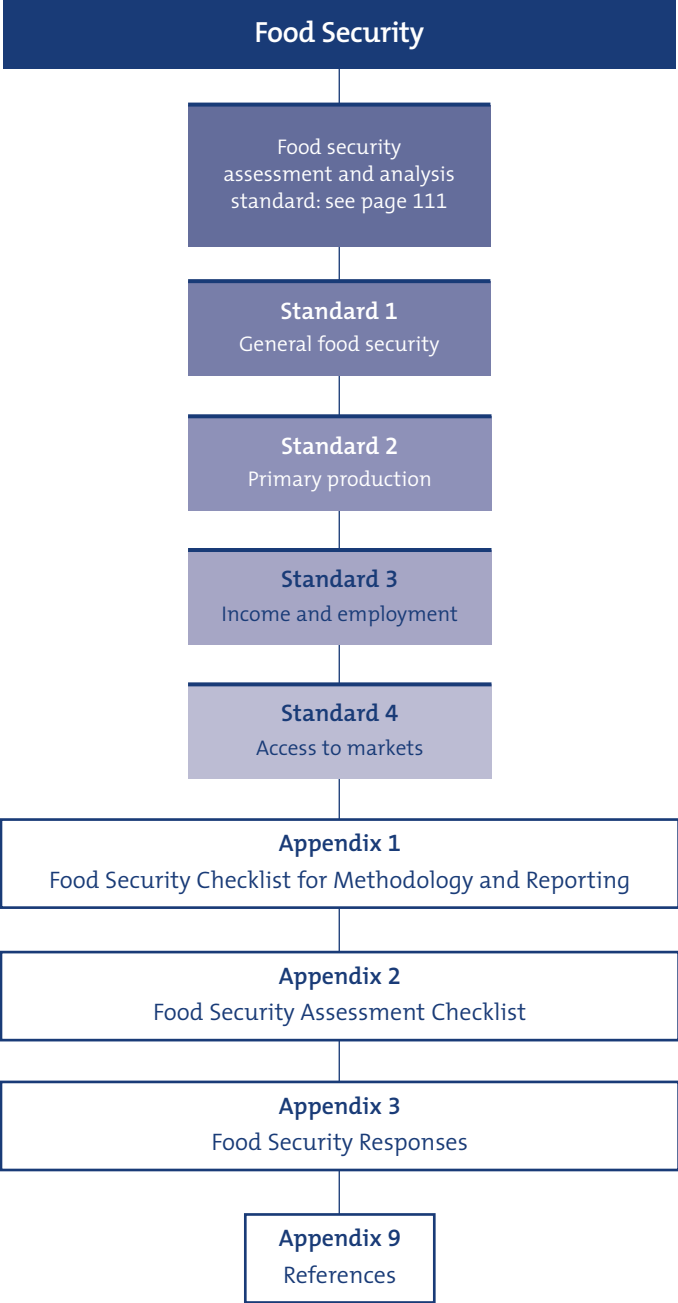 Food Security
Food security
assessment and analysis
standard: see page 111
Standard 1
General food security
Standard 2
Primary production
Standard 3
Income and employment
Standard 4
Access to markets
Appendix 1
Food Security Checklist for Methodology and Reporting
Appendix 2
Food Security Assessment Checklist
Appendix 3
Food Security Responses
Appendix 9
References